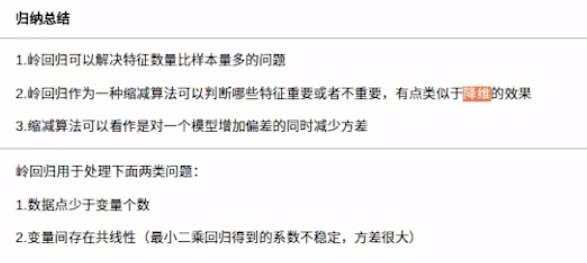 归纳总结
1.岭回归可以解决特征数量比样本量多的问题
2.岭回归作为一种缩减算法可以判断哪些特征重要或者不重要，有点类似于降维的效果
3.缩减算法可以看作是对一个模型增加偏差的同时减少方差
岭回归用于处理下面两类问题：
1.数据点少于变量个数
2.变量间存在共线性（最小二乘回归得到的系数不稳定，方差很大）